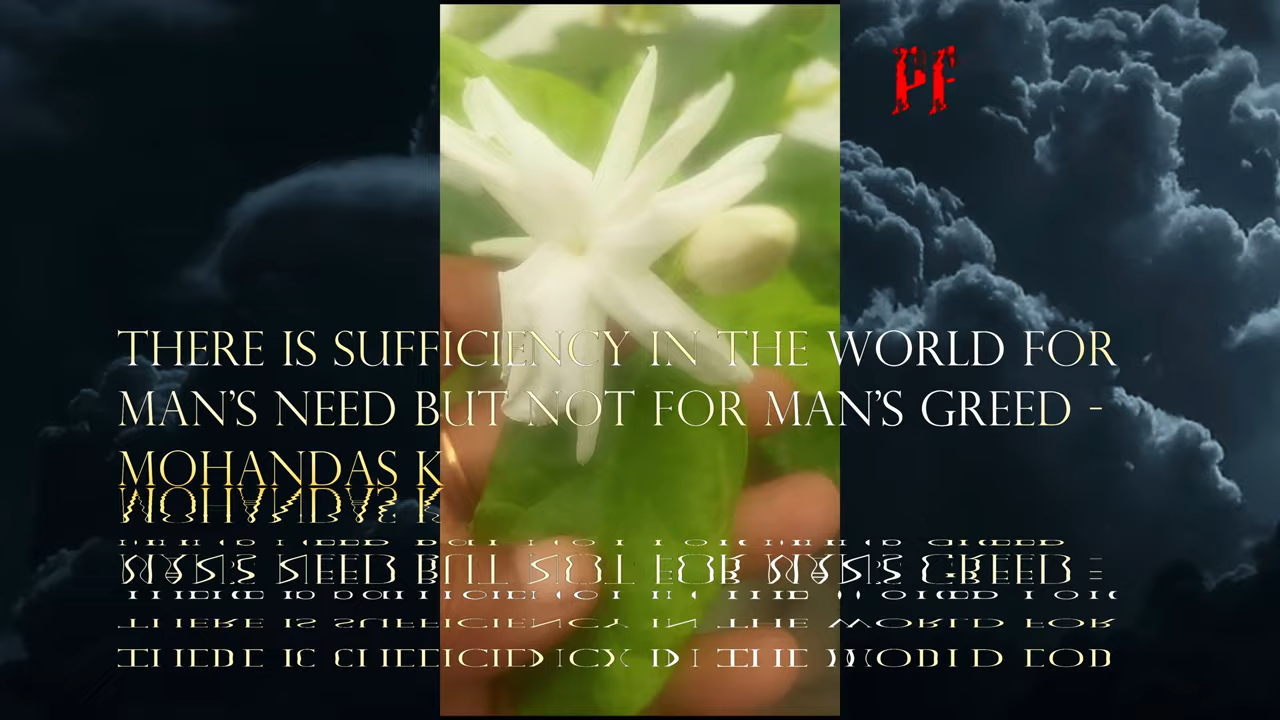 PF
THERE IS SUFFICIENCY IN THE WORLD FOR
MAN'S NEED BUT NOT FOR MAN'S GREED -
MOHANDAS K